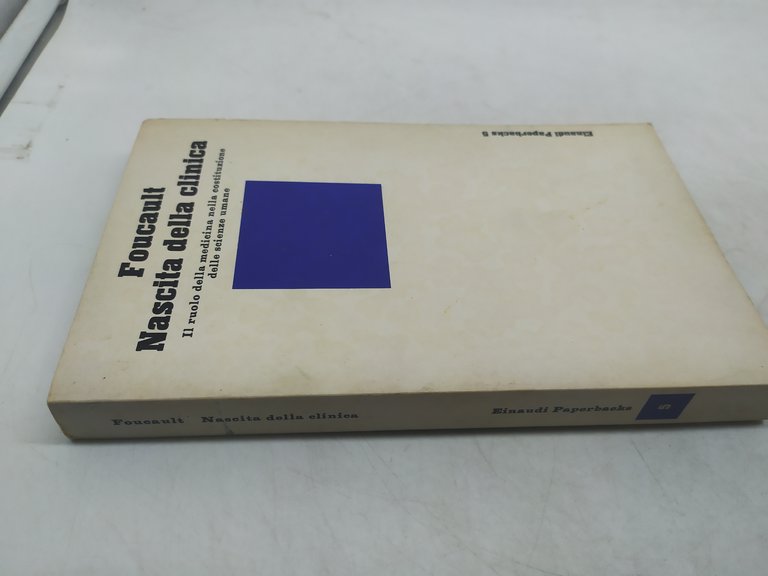 Foucault
Nascita della clinica
Il ruolo della medicina nella costituzione
delle scienze umane
Einaudi Paperbacks 5
Foucault Nascita della clinica
Einaudi Paperbacks
5